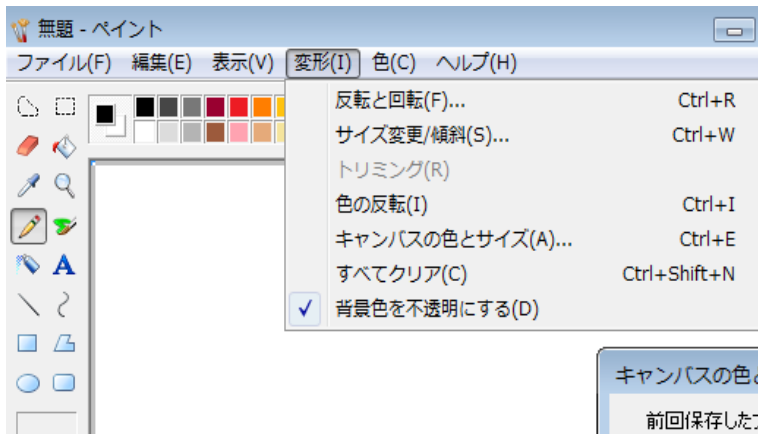 無題 - ペイント
ファイル(F) 編集(E) 表示(V) 変形(I) 色(C) ヘルプ(H)
反転と回転(F)... Ctrl+R
サイズ変更/傾斜(S)... Ctrl+W
トリミング(R)
色の反転(I) Ctrl+I
キャンバスの色とサイズ(A)... Ctrl+E
すべてクリア(C) Ctrl+Shift+N
背景色を不透明にする(D)
A
キャンバスの色
前回保存した